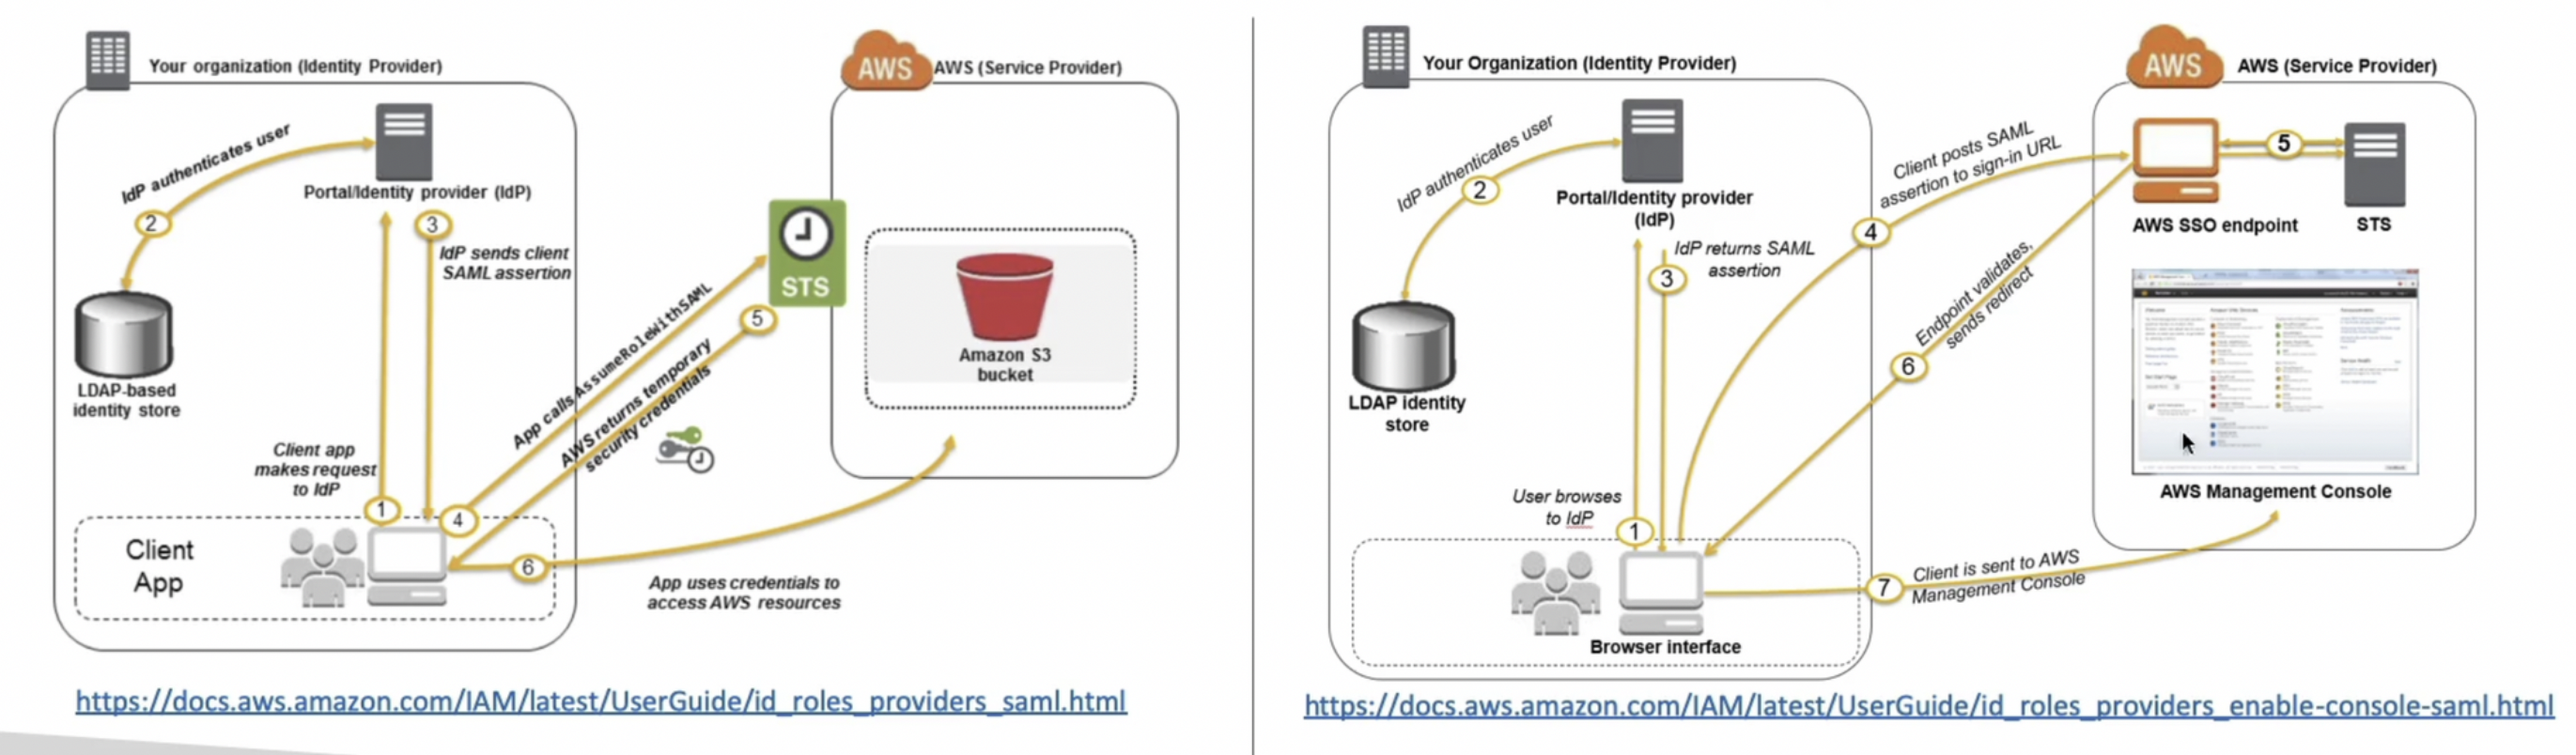 Your organization (Identity Provider)
AWS
AWS (Service Provider)
IdP authenticates user
2
Portal/Identity provider (IdP)
3
IdP sends client
SAML assertion
STS
5
LDAP-based
identity store
Amazon S3
bucket
App calls AssumeRoleWithSAML
AWS returns temporary
security credentials
Client app
makes request
to IdP
1
4
Client
App
6
App uses credentials to
access AWS resources
https://docs.aws.amazon.com/IAM/latest/UserGuide/id_roles_providers_saml.html
Your Organization (Identity Provider)
AWS
AWS (Service Provider)
IdP authenticates user
2
Portal/Identity provider
(IdP)
3
IdP returns SAML
assertion
Client posts SAML
assertion to sign-in URL
4
5
AWS SSO endpoint
STS
Endpoint validates,
sends redirect
6
LDAP identity
store
AWS Management Console
User browses
to IdP
1
Browser interface
7
Client is sent to AWS
Management Console
https://docs.aws.amazon.com/IAM/latest/UserGuide/id_roles_providers_enable-console-saml.html